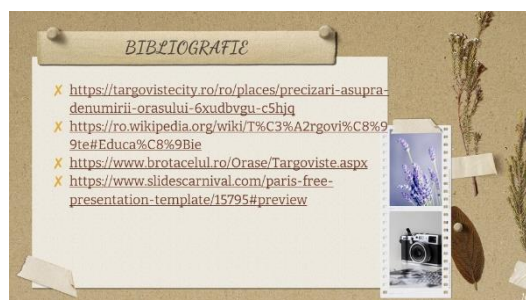 BIBLIOGRAFIE
✗ https://targovistecity.ro/ro/places/precizari-asupra-
denumirii-orasului-6xudbvgu-c5hjq
✗ https://ro.wikipedia.org/wiki/T%C3%A2rgovi%C8%9
9te#Educa%C8%9Bie
✗ https://www.brotacelul.ro/Orase/Targoviste.aspx
✗ https://www.slidescarnival.com/paris-free-
presentation-template/15795#preview